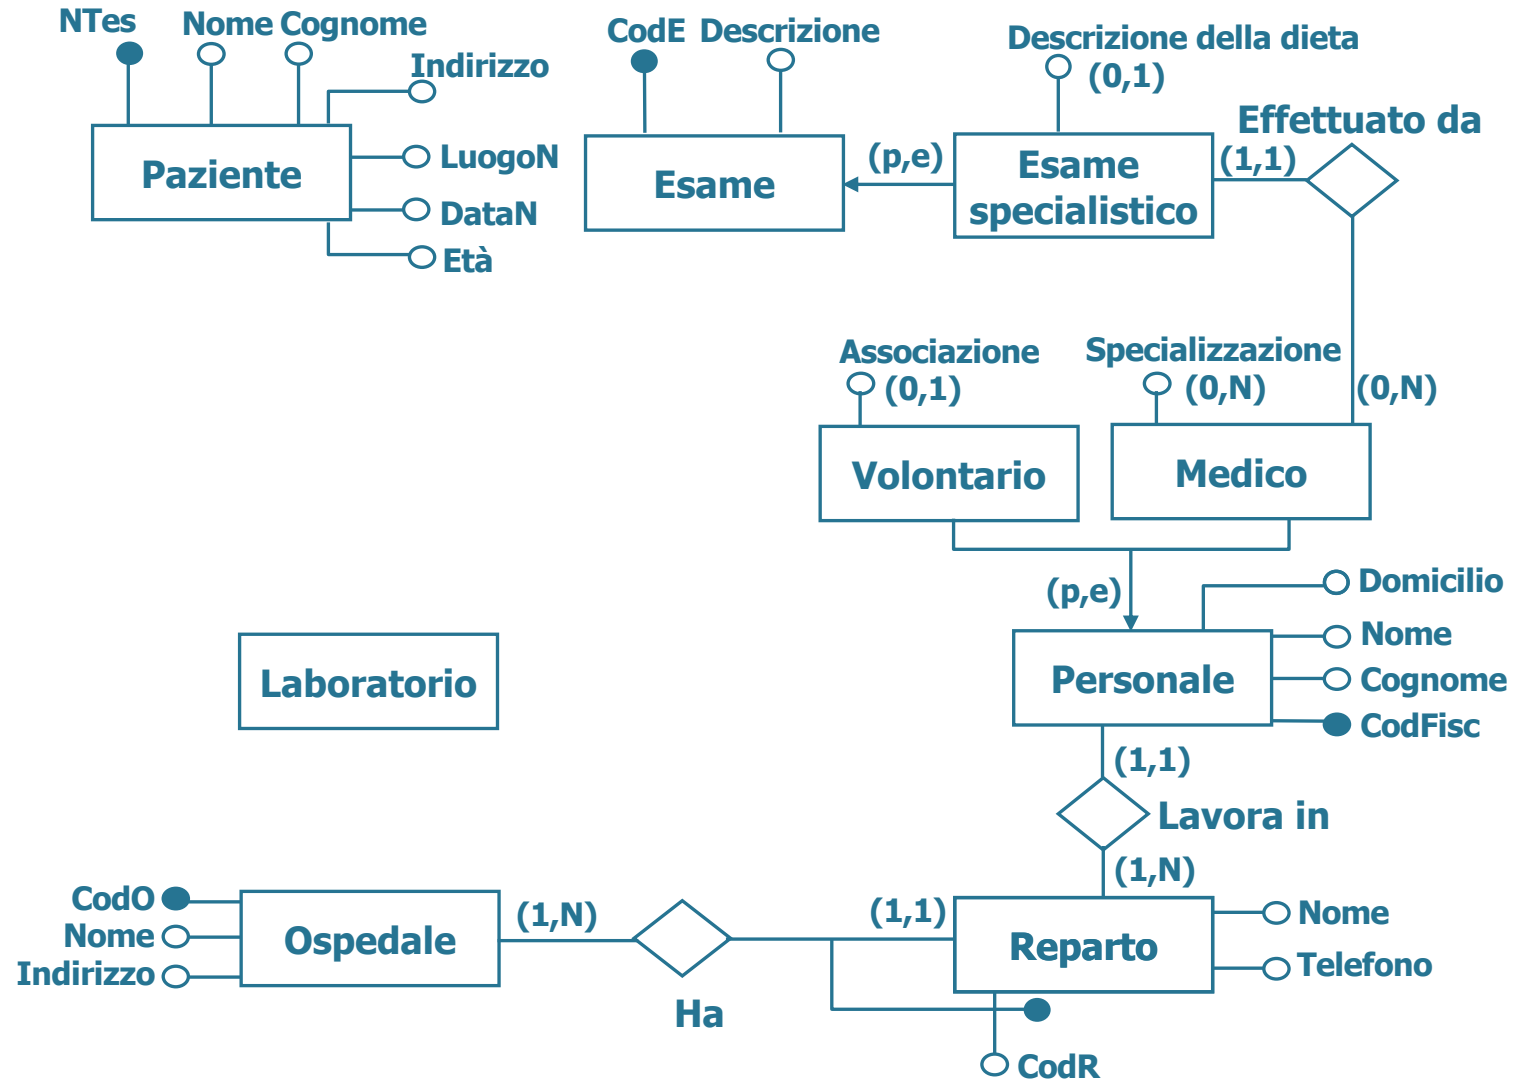 NTes
Nome Cognome
Indirizzo
Paziente
LuogoN
DataN
Età
CodE Descrizione
Esame
(p,e)
Descrizione della dieta
(0,1)
Esame
specialistico
(1,1)
Effettuato da
(0,N)
Associazione
(0,1)
Volontario
Specializzazione
(0,N)
Medico
(p,e)
Domicilio
Nome
Cognome
CodFisc
Personale
Laboratorio
(1,1)
Lavora in
(1,N)
CodO
Nome
Indirizzo
Ospedale
(1,N)
Ha
(1,1)
Reparto
Nome
Telefono
CodR